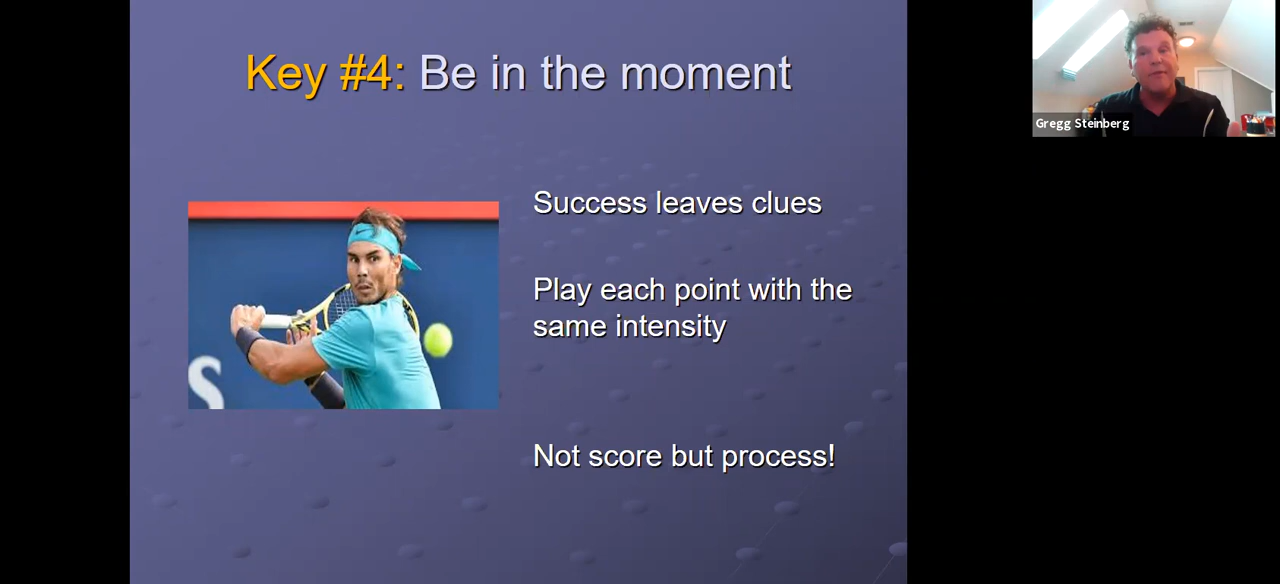 Key #4: Be in the moment
Gregg Steinberg
Success leaves clues
Play each point with the
same intensity
S
Not score but process!